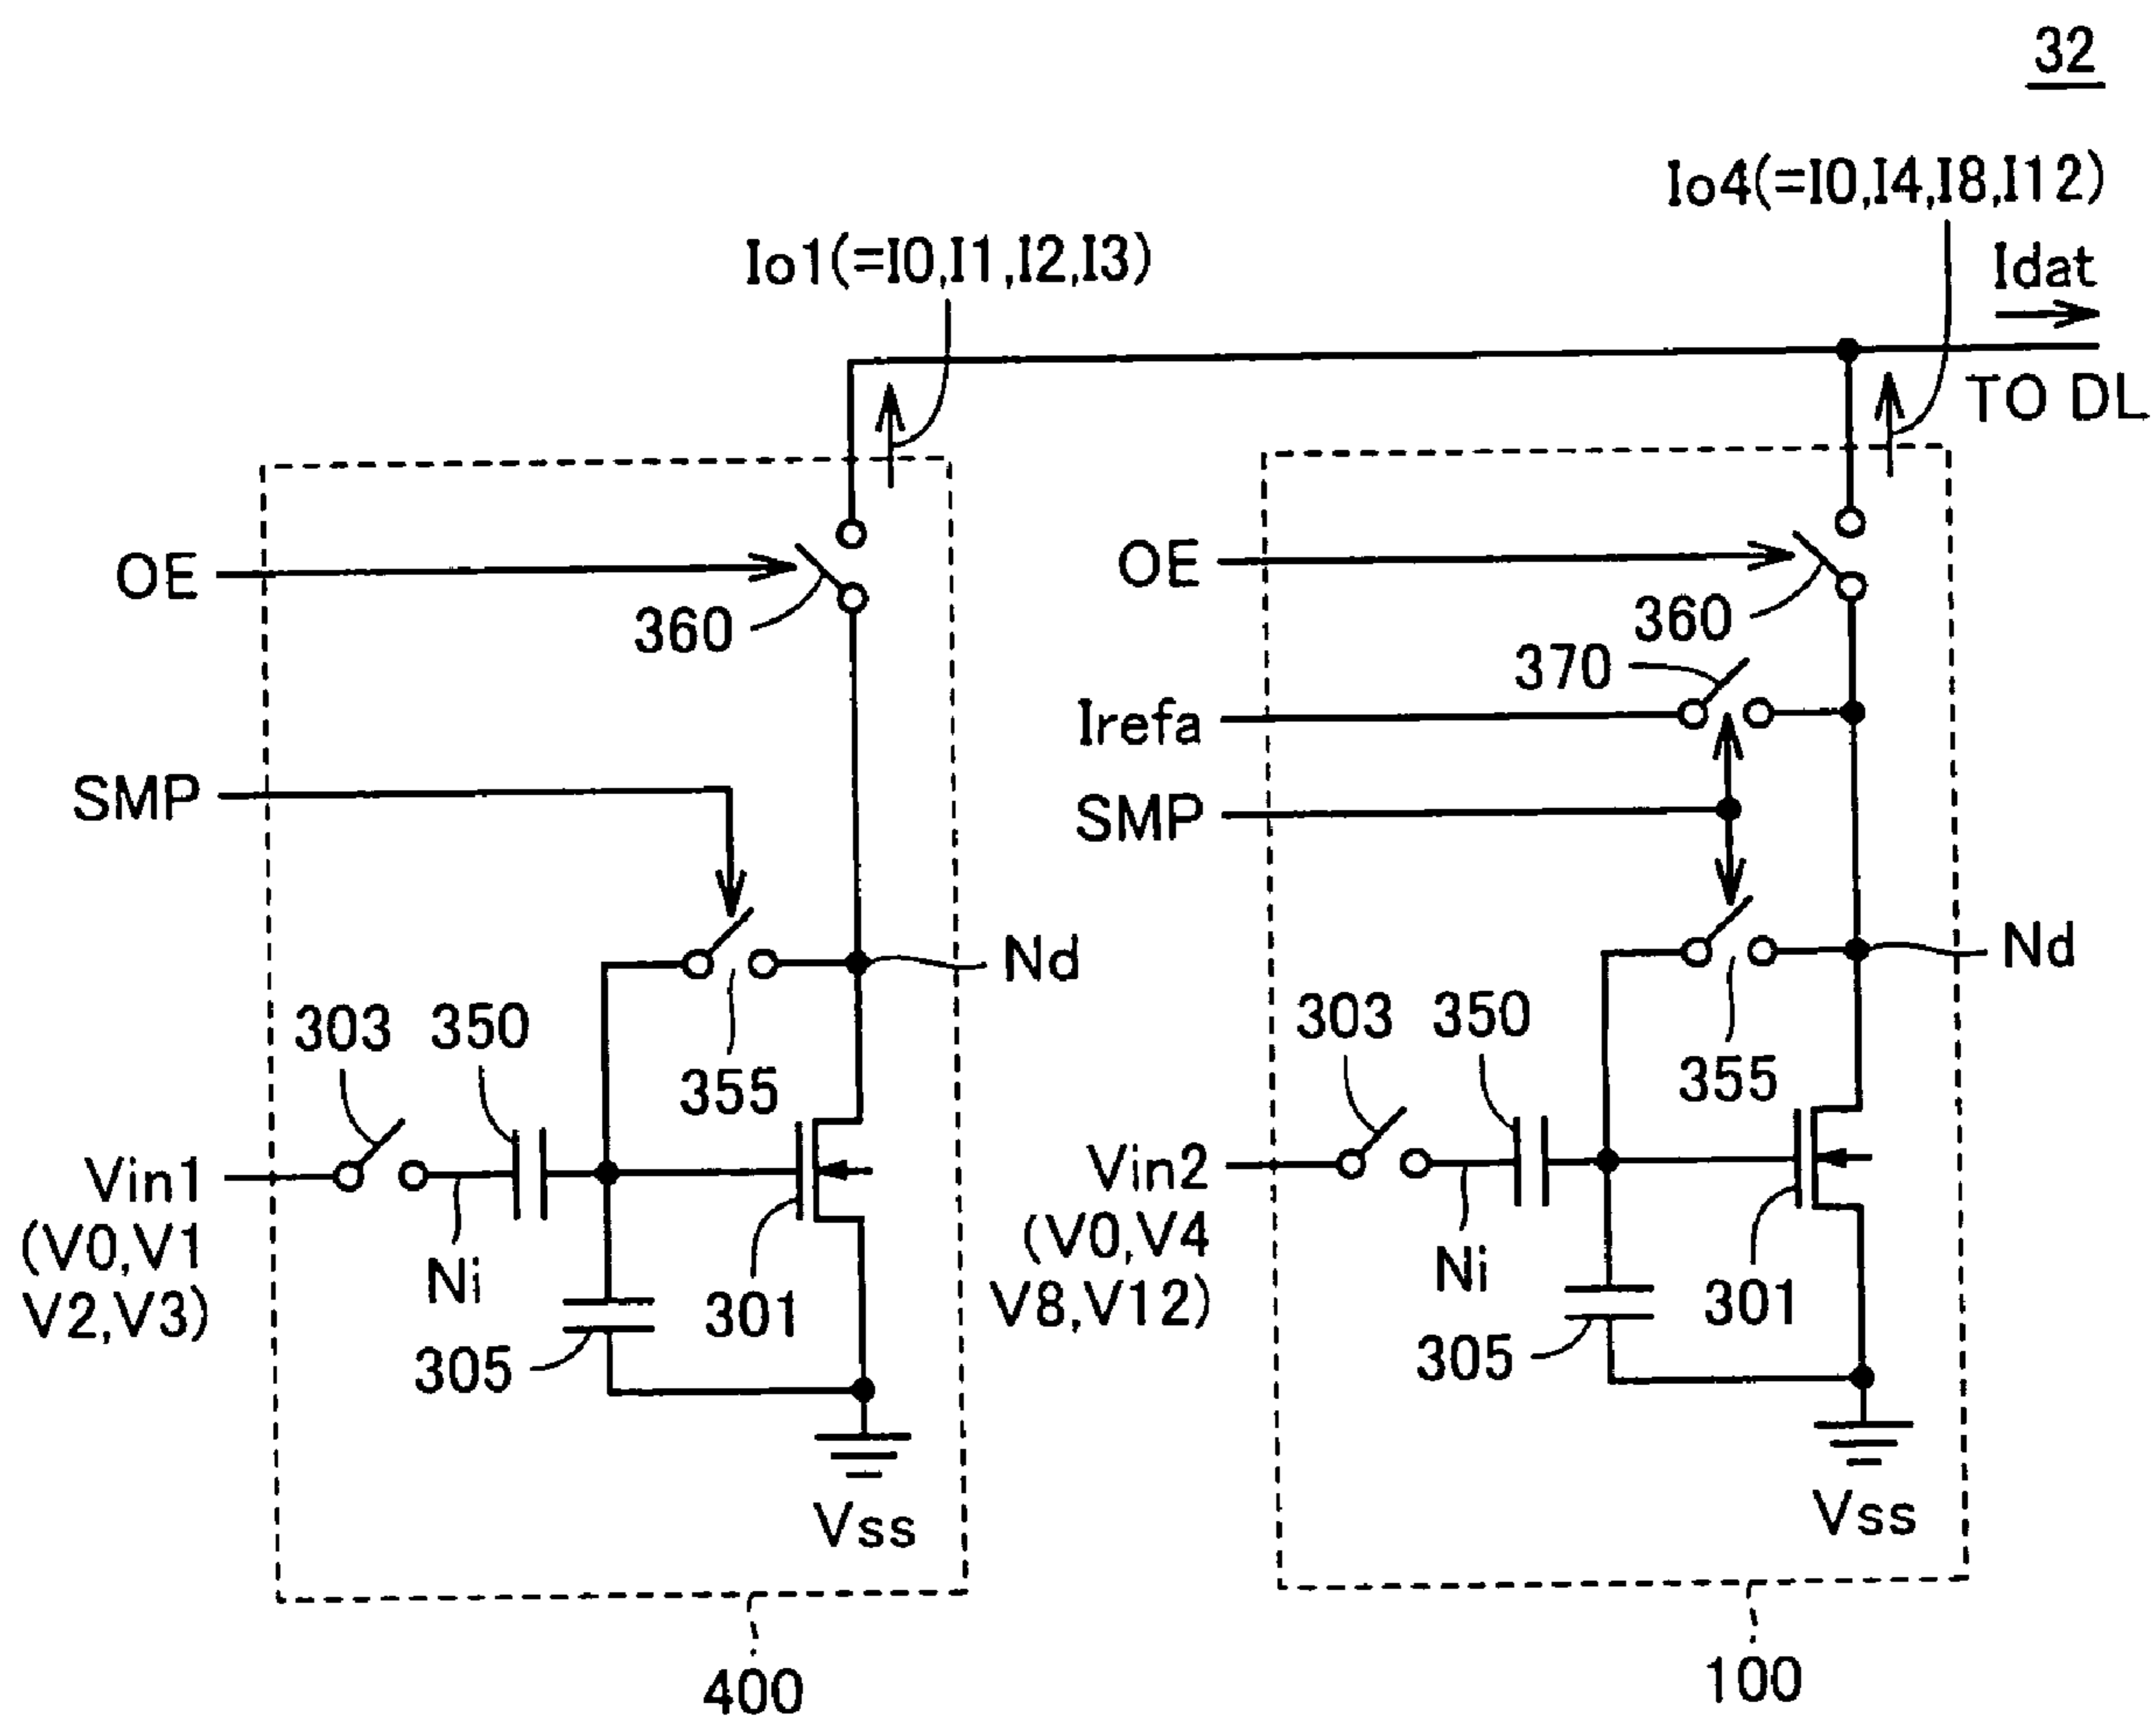 32
Io4(=I0,I4,I8,I12)
Io1(=I0,I1,I2,I3)
Idat
TO DL
OE
360
SMP
Nd
303
350
355
Vin1
(V0,V1
V2,V3)
Ni
301
305
Vss
400
OE
360
370
Irefa
SMP
Nd
303
350
355
Vin2
(V0,V4
V8,V12)
Ni
301
305
Vss
100